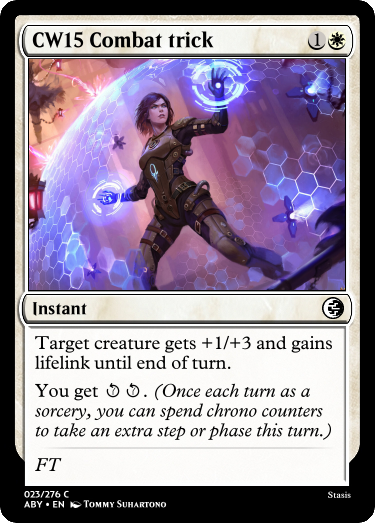 CW15 Combat trick 1
Instant
Target creature gets +1/+3 and gains
lifelink until end of turn.
You get . (Once each turn as a
sorcery, you can spend chrono counters
to take an extra step or phase this turn.)
FT
023/276 C Stasis
ABY • EN Tommy Suhartono